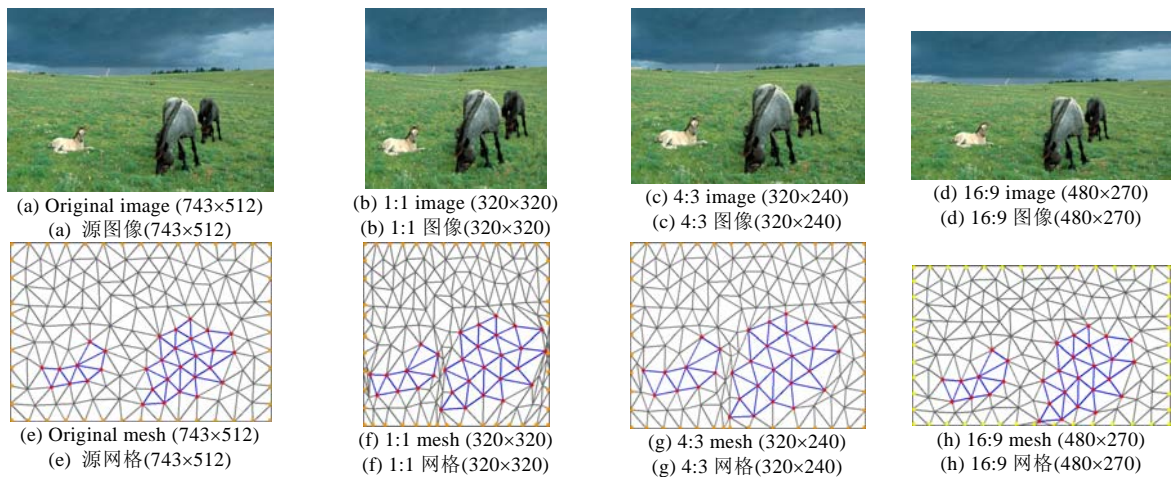 (a) Original image (743×512)
(a) 源图像(743×512)
(b) 1:1 image (320×320)
(b) 1:1 图像(320×320)
(c) 4:3 image (320×240)
(c) 4:3 图像(320×240)
(d) 16:9 image (480×270)
(d) 16:9 图像(480×270)
(e) Original mesh (743×512)
(e) 源网格(743×512)
(f) 1:1 mesh (320×320)
(f) 1:1 网格(320×320)
(g) 4:3 mesh (320×240)
(g) 4:3 网格(320×240)
(h) 16:9 mesh (480×270)
(h) 16:9 网格(480×270)